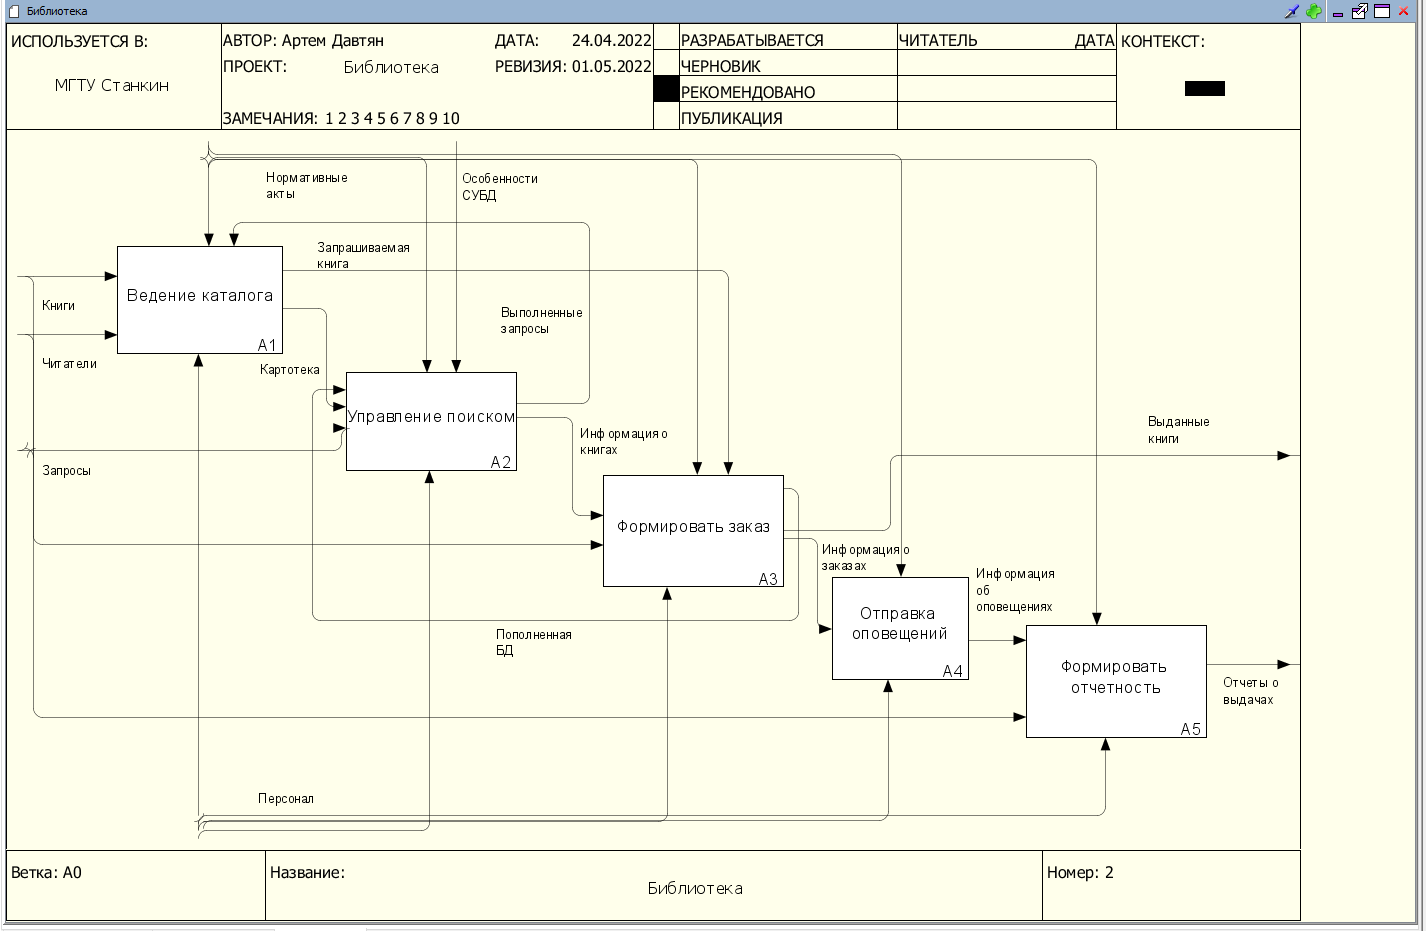 Библиотека
ИСПОЛЬЗУЕТСЯ В:
МГТУ Станкин
АВТОР: Артем Давтян
ДАТА: 24.04.2022
ПРОЕКТ: Библиотека
РЕВИЗИЯ: 01.05.2022
ЗАМЕЧАНИЯ: 1 2 3 4 5 6 7 8 9 10
РАЗРАБАТЫВАЕТСЯ
ЧЕРНОВИК
РЕКОМЕНДОВАНО
ПУБЛИКАЦИЯ
ЧИТАТЕЛЬ
ДАТА
КОНТЕКСТ:
Нормативные
акты
Особенности
СУБД
Запрашиваемая
книга
Ведение каталога
A1
Книги
Читатели
Выполненные
запросы
Картотека
Управление поиском
A2
Запросы
Информация о
книгах
Выданные
книги
Формировать заказ
A3
Информация о
заказах
Информация
об
оповещениях
Отправка
оповещений
A4
Пополненная
БД
Формировать
отчетность
A5
Отчеты о
выдачах
Персонал
Ветка: A0
Название:
Библиотека
Номер: 2